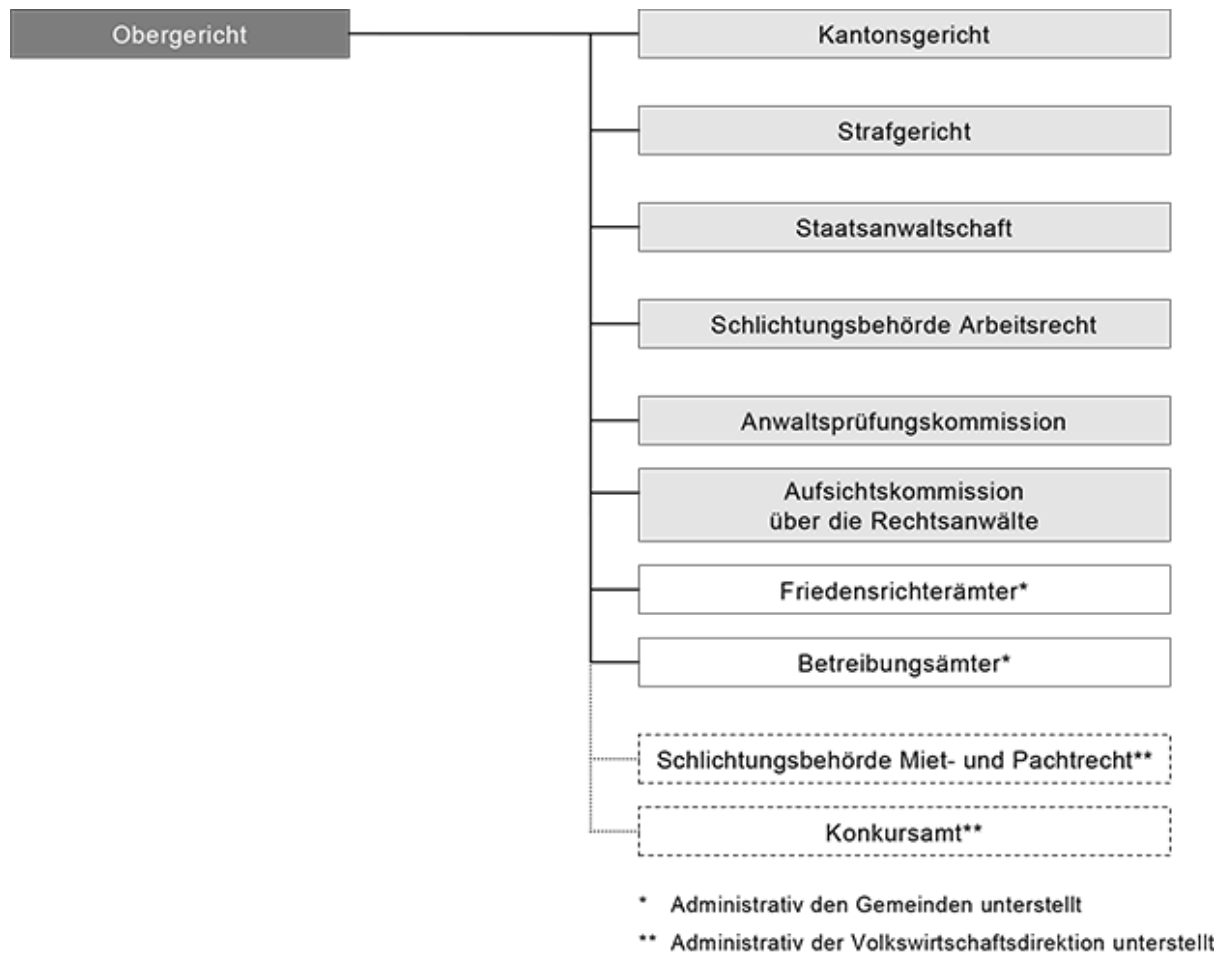 Obergericht
Kantonsgericht
Strafgericht
Staatsanwaltschaft
Schlichtungsbehörde Arbeitsrecht
Anwaltsprüfungskommission
Aufsichtskommission
über die Rechtsanwälte
Friedensrichterämter*
Betreibungsämter*
Schlichtungsbehörde Miet- und Pachtrecht**
Konkursamt**
* Administrativ den Gemeinden unterstellt
** Administrativ der Volkswirtschaftsdirektion unterstellt